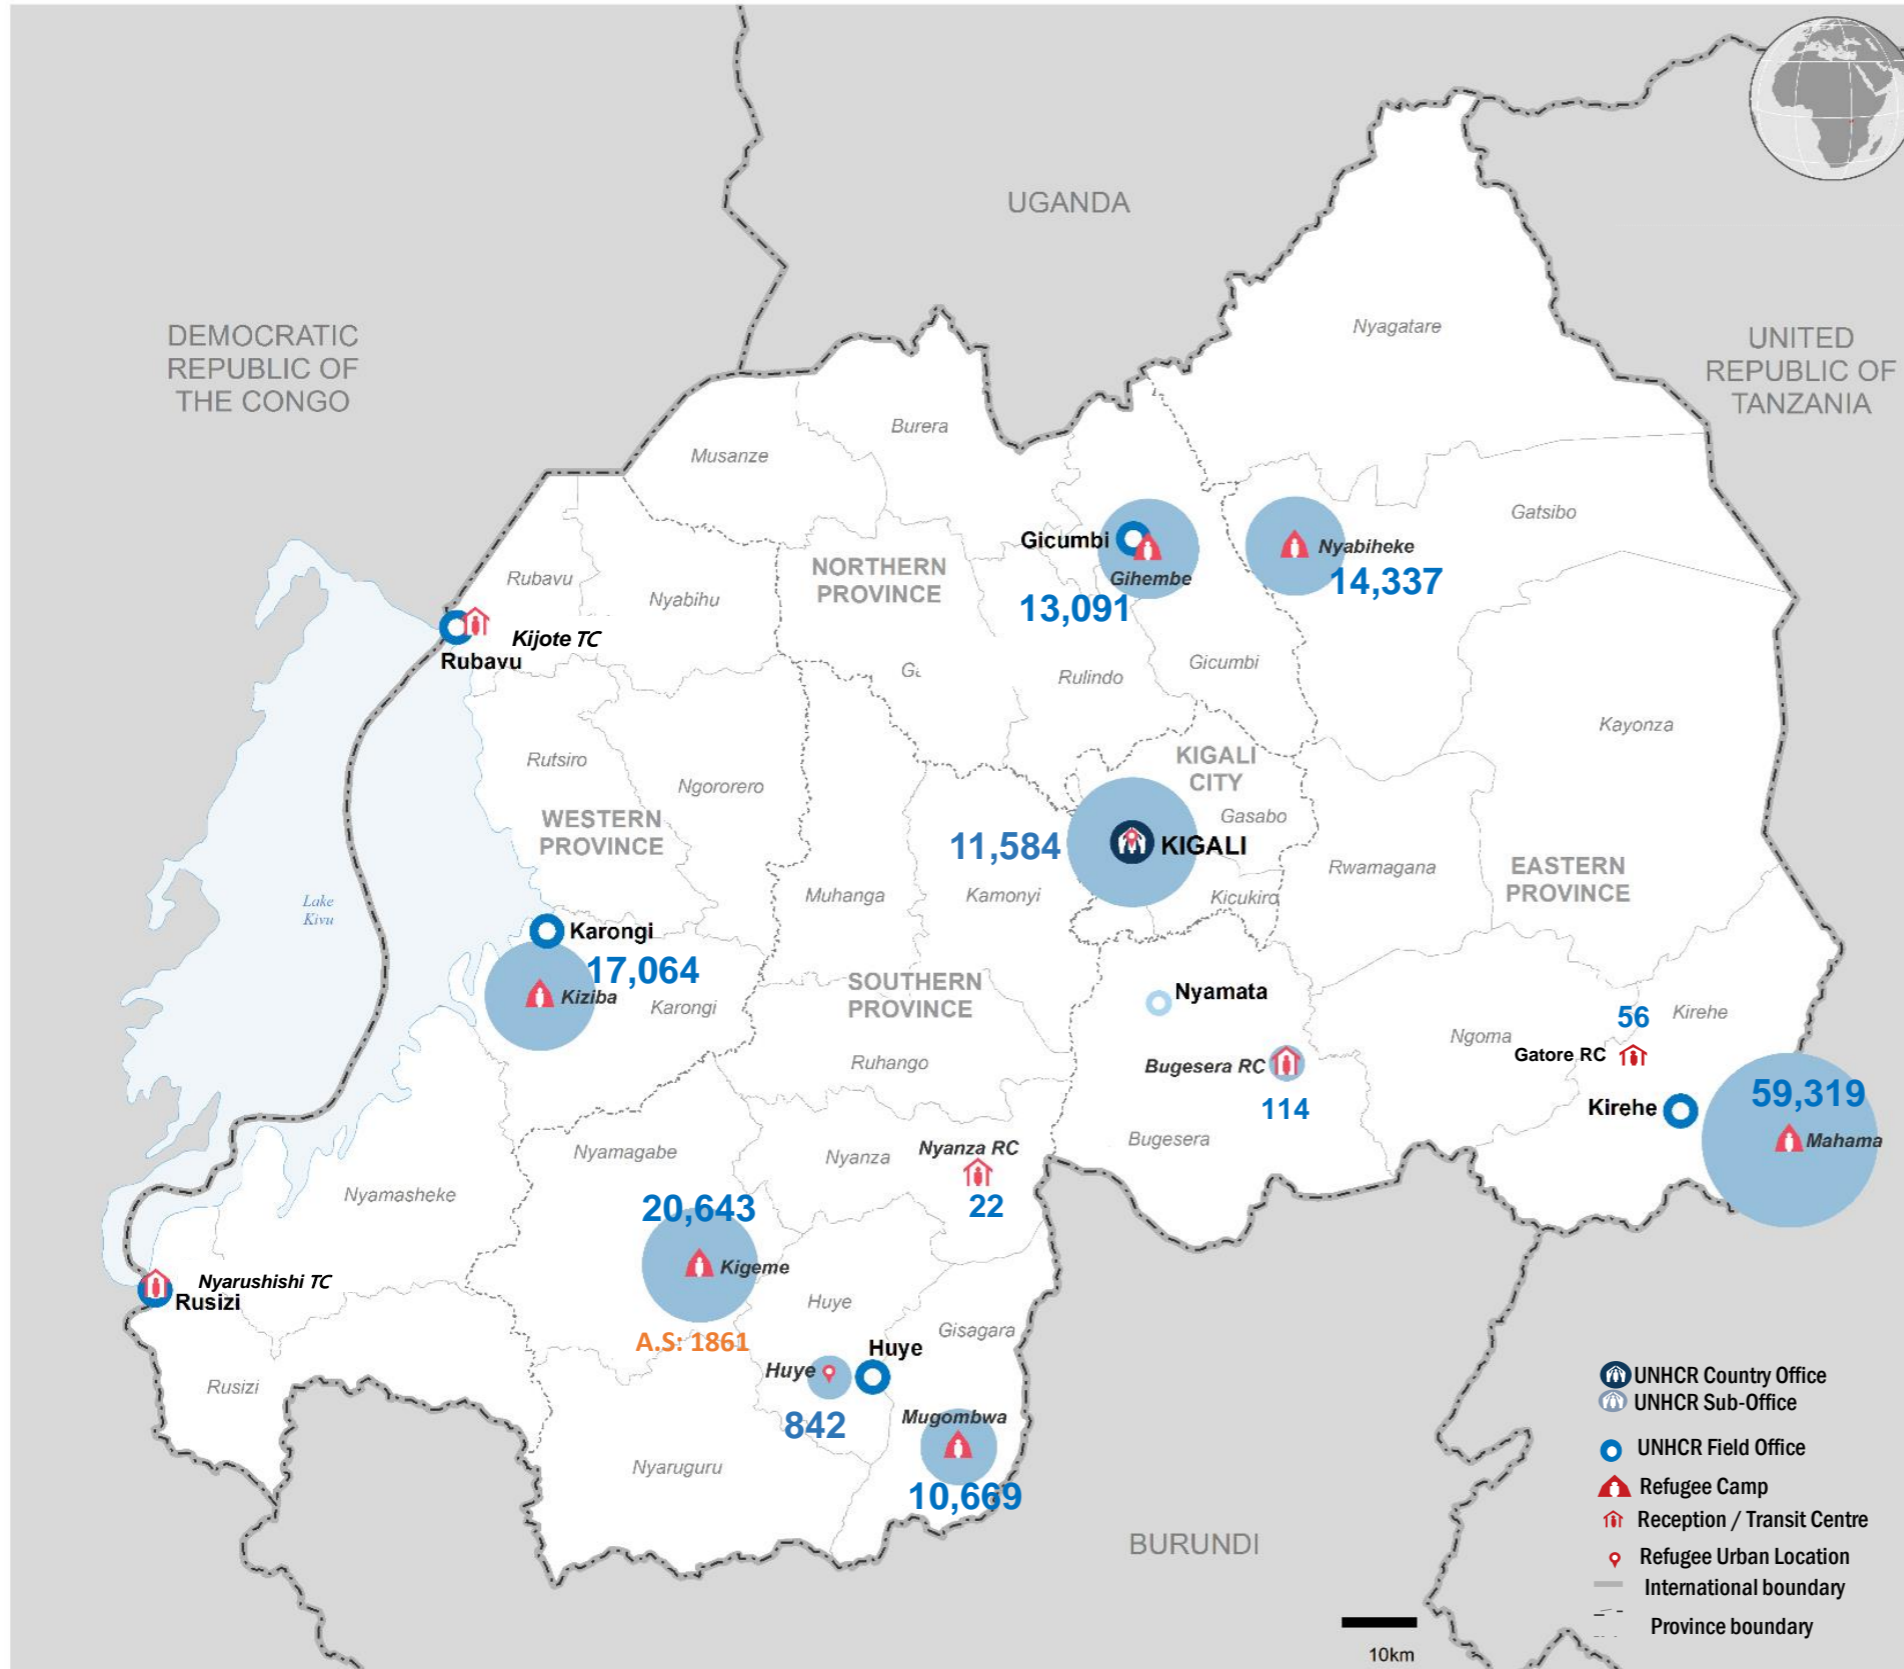 UGANDA
DEMOCRATIC
REPUBLIC OF
THE CONGO
UNITED
REPUBLIC OF
TANZANIA
Nyagatare
Burera
Musanze
Gatsibo
Gicumbi
Gihembe
13,091
Nyabiheke
14,337
NORTHERN
PROVINCE
Rubavu
Nyabihu
Kijote TC
Rubavu
Rulindo
Gicumbi
Kayonza
Rutsiro
Ngororero
KIGALI
CITY
Gasabo
WESTERN
PROVINCE
11,584
KIGALI
Kicukiro
Rwamagana
EASTERN
PROVINCE
Muhanga
Kamonyi
Lake
Kivu
Karongi
17,064
Kiziba
Karongi
SOUTHERN
PROVINCE
Ruhango
Nyamata
Bugesera RC
114
Bugesera
Ngoma
56
Gatore RC
Kirehe
Kirehe
59,319
Mahama
Nyamagabe
Nyanza
Nyanza RC
22
Nyamasheke
20,643
Kigeme
A.S: 1861
Nyarushishi TC
Rusizi
Rusizi
Huye
Gisagara
Huye
Huye
842
Mugombwa
10,669
Nyaruguru
BURUNDI
UNHCR Country Office
UNHCR Sub-Office
UNHCR Field Office
Refugee Camp
Reception / Transit Centre
Refugee Urban Location
International boundary
Province boundary
10km